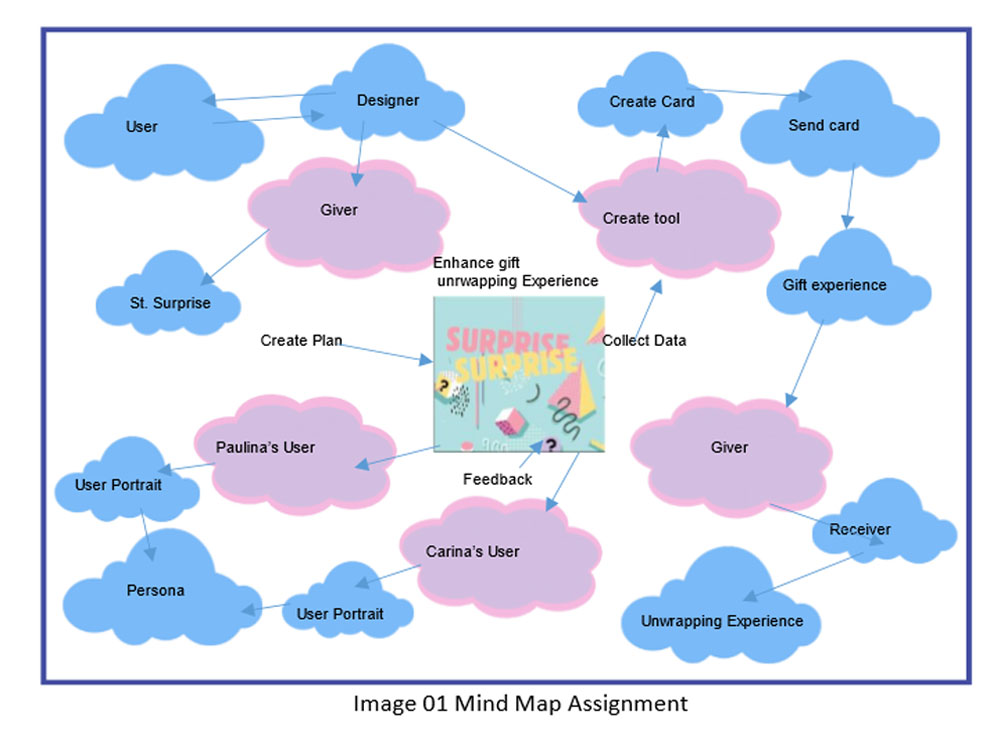 Designer
Create Card
User
Send card
Giver
Create tool
Enhance gift
unrwapping Experience
St. Surprise
Gift experience
Create Plan
SURPRISE
SURPRISE
?
?
Collect Data
Paulina's User
Giver
User Portrait
Feedback
Receiver
Carina's User
Persona
User Portrait
Unwrapping Experience
Image 01 Mind Map Assignment